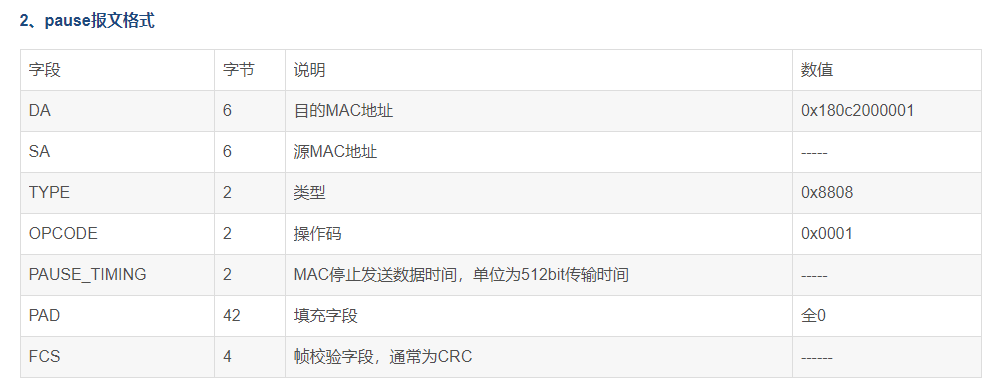 2、pause报文格式
字段 字节 说明 数值
DA 6 目的MAC地址 0x180c2000001
SA 6 源MAC地址 -----
TYPE 2 类型 0x8808
OPCODE 2 操作码 0x0001
PAUSE_TIMING 2 MAC停止发送数据时间，单位为512bit传输时间 -----
PAD 42 填充字段 全0
FCS 4 帧校验字段，通常为CRC ------